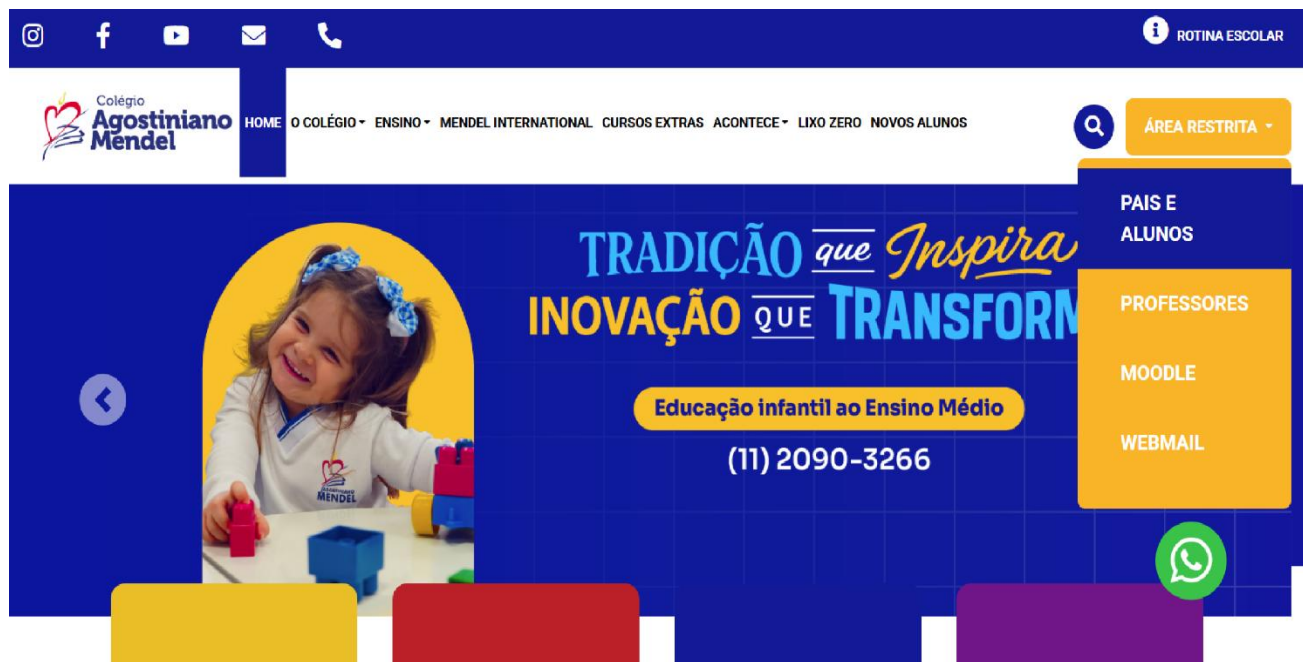 ROTINA ESCOLAR
Colégio
Agostiniano
Mendel
HOME O COLÉGIO ENSINO MENDEL INTERNATIONAL CURSOS EXTRAS ACONTECE LIXO ZERO NOVOS ALUNOS
ÁREA RESTRITA
PAIS E
ALUNOS
PROFESSORES
MOODLE
WEBMAIL
TRADIÇÃO que Inspira
INOVAÇÃO QUE TRANSFORM
Educação infantil ao Ensino Médio
(11) 2090-3266
MENDEL